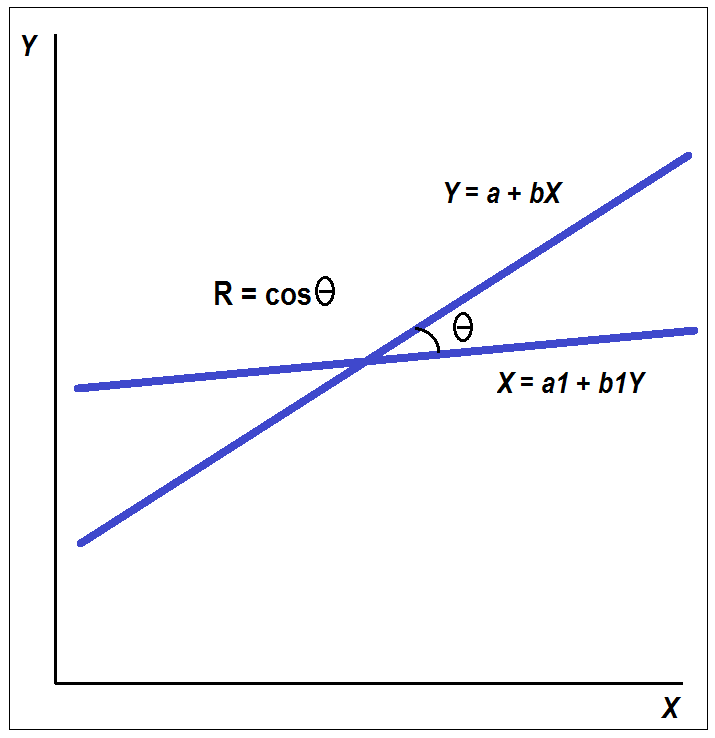 Y
Y = a + bX
R = cosθ
θ
X = a1 + b1Y
X